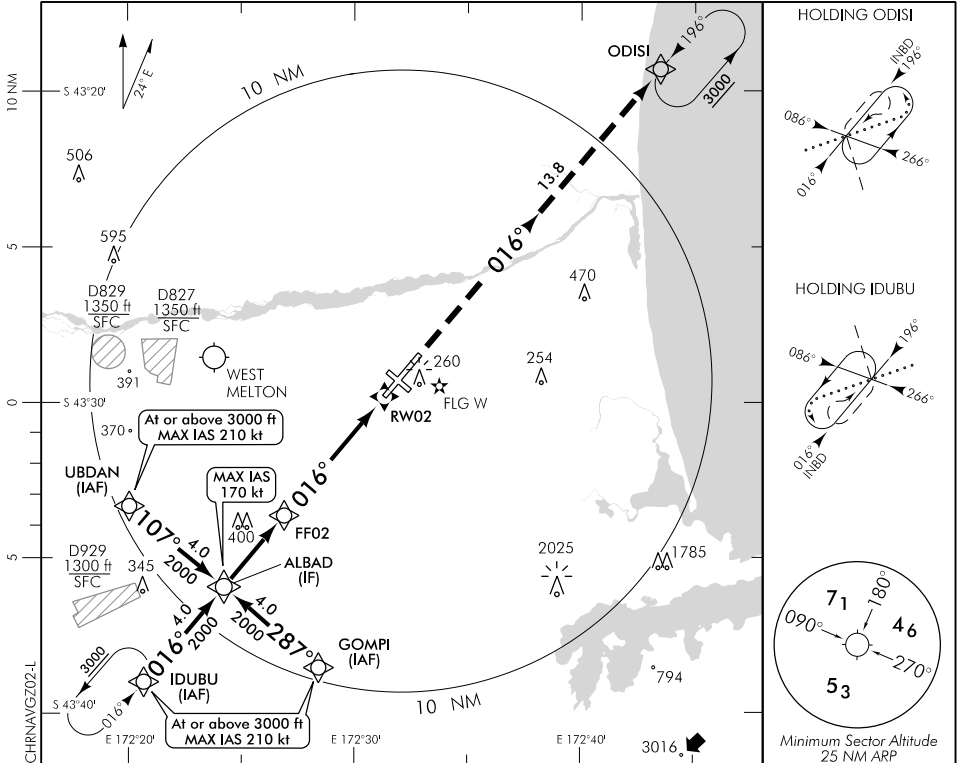 10 NM
5
0
5
CHRNAVGZ02-L
S 43°20'
S 43°30'
S 43°40'
E 172°20'
E 172°30'
E 172°40'
24° E
10 NM
10 NM
ODISI
196°
3000
13.8
016°
506
595
D829
1350 ft
SFC
D827
1350 ft
SFC
391
WEST
MELTON
470
254
260
FLG W
RW02
370
At or above 3000 ft
MAX IAS 210 kt
UBDAN
(IAF)
MAX IAS
170 kt
400
016°
FF02
107°
4.0
2000
ALBAD
(IF)
D929
1300 ft
SFC
345
016°
4.0
2000
4.0
2000
287°
GOMPI
(IAF)
3000
016°
IDUBU
(IAF)
At or above 3000 ft
MAX IAS 210 kt
2025
1785
794
3016
HOLDING ODISI
INBD
196°
086°
266°
016°
HOLDING IDUBU
196°
086°
266°
016°
INBD
71
180°
090°
46
270°
53
Minimum Sector Altitude
25 NM ARP